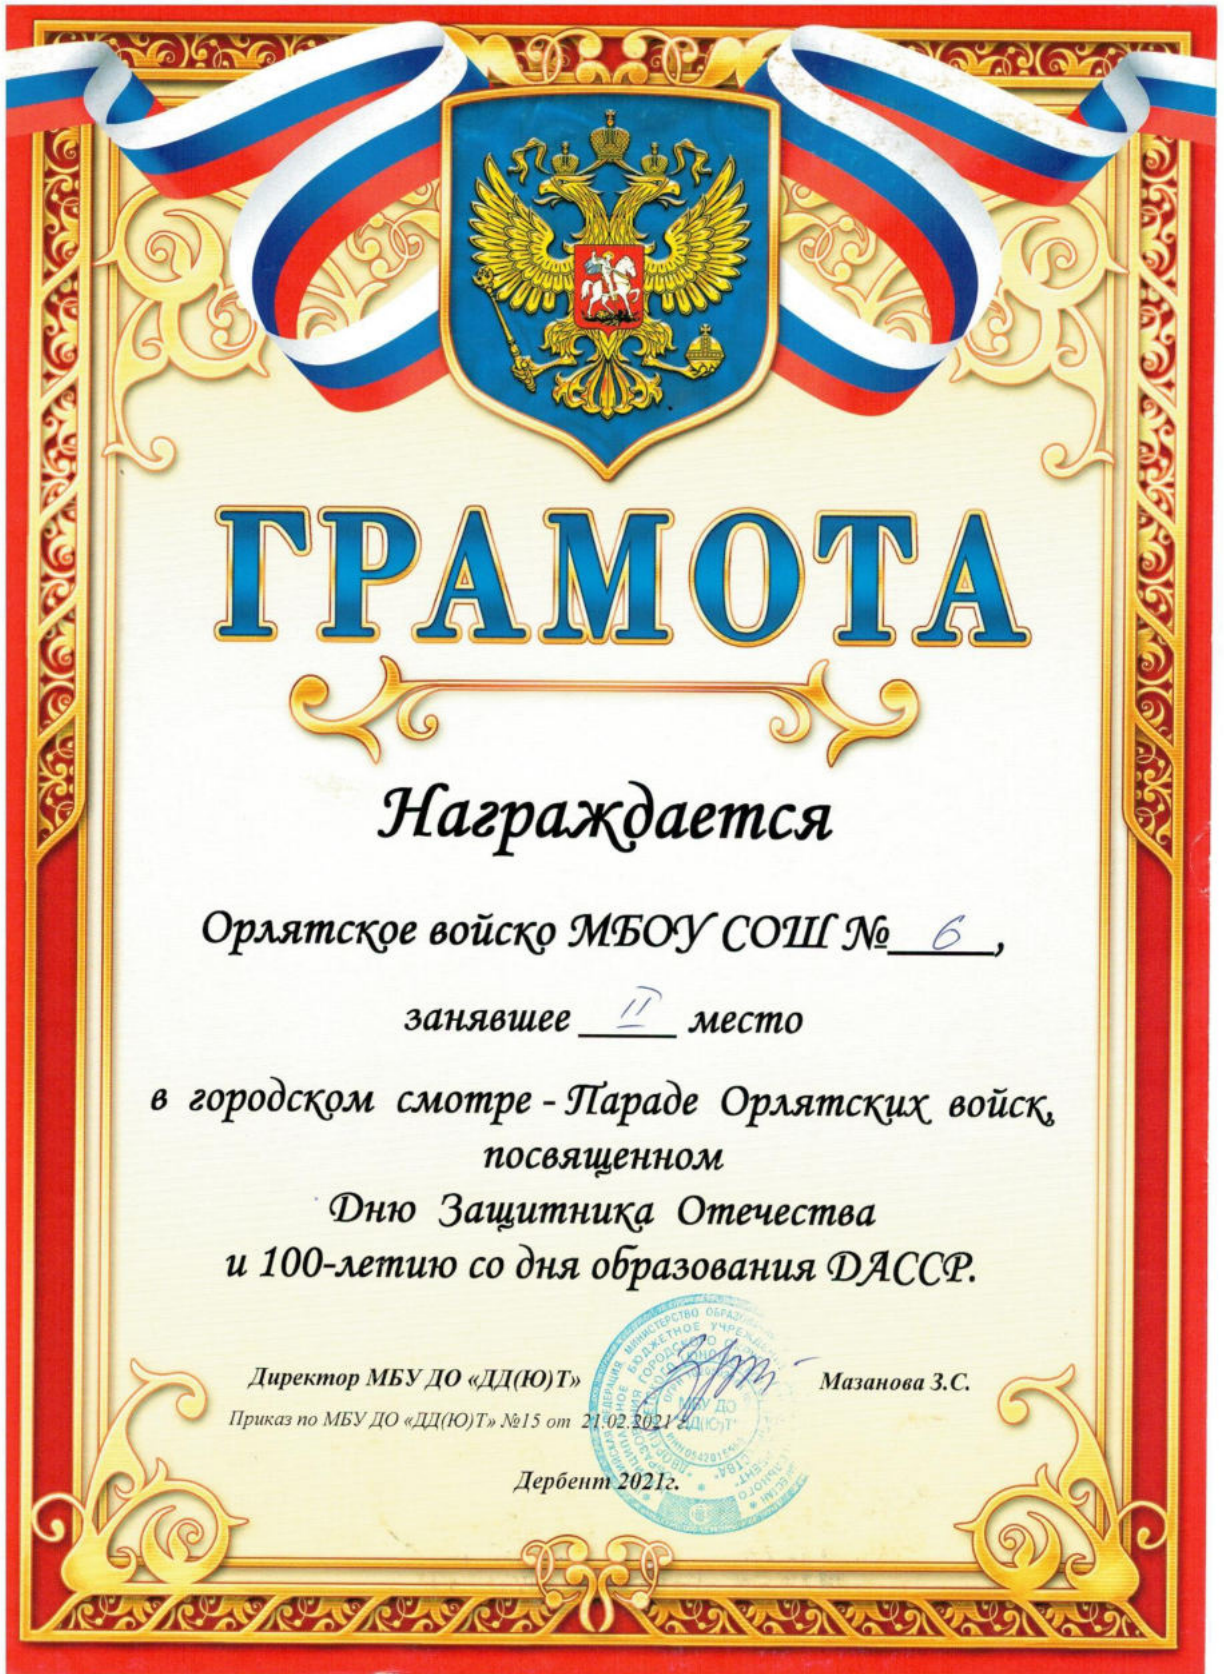 ГРАМОТА
Награждается
Орлятское войско МБОУ СОШ № 6,
занявшее II место
в городском смотре - Параде Орлятских войск,
посвященном
Дню Защитника Отечества
и 100-летию со дня образования ДАССР.
Директор МБУ ДО «ДД(Ю)Т» Мазанова З.С.
Приказ по МБУ ДО «ДД(Ю)Т» №15 от 21.02.2021 г.
Дербент 2021г.
МБУ ДО